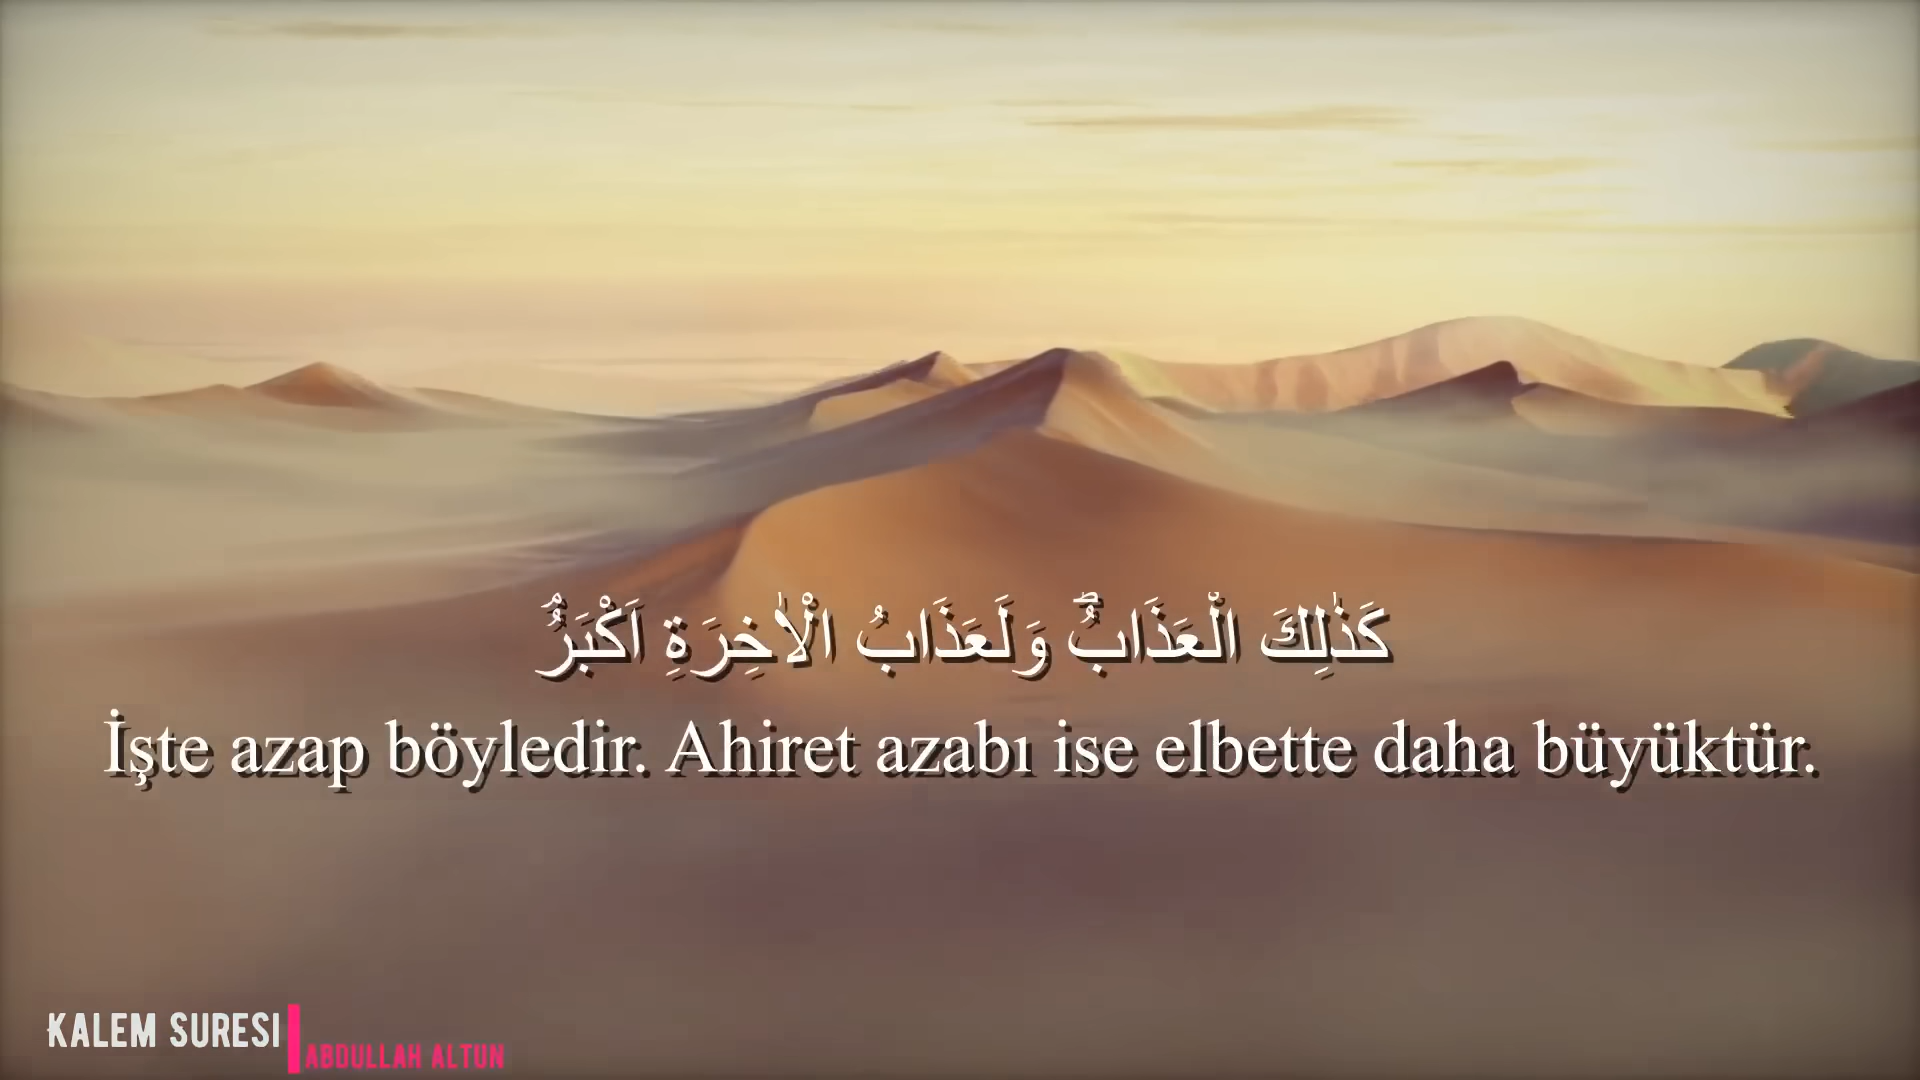 كَذٰلِكَ الْعَذَابُۜ وَلَعَذَابُ الْاٰخِرَةِ اَكْبَرُۢ
İşte azap böyledir. Ahiret azabı ise elbette daha büyüktür.
KALEM SURESI
ABDULLAH ALTUN